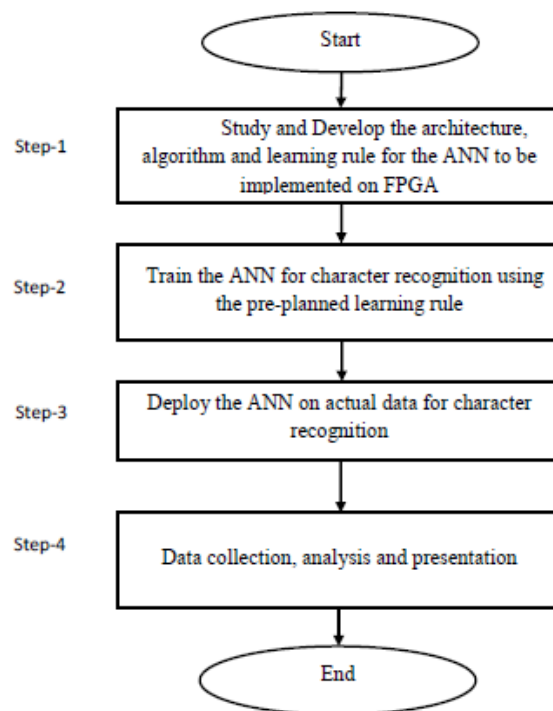 Start
Step-1
Study and Develop the architecture,
algorithm and learning rule for the ANN to be
implemented on FPGA
Step-2
Train the ANN for character recognition using
the pre-planned learning rule
Step-3
Deploy the ANN on actual data for character
recognition
Step-4
Data collection, analysis and presentation
End